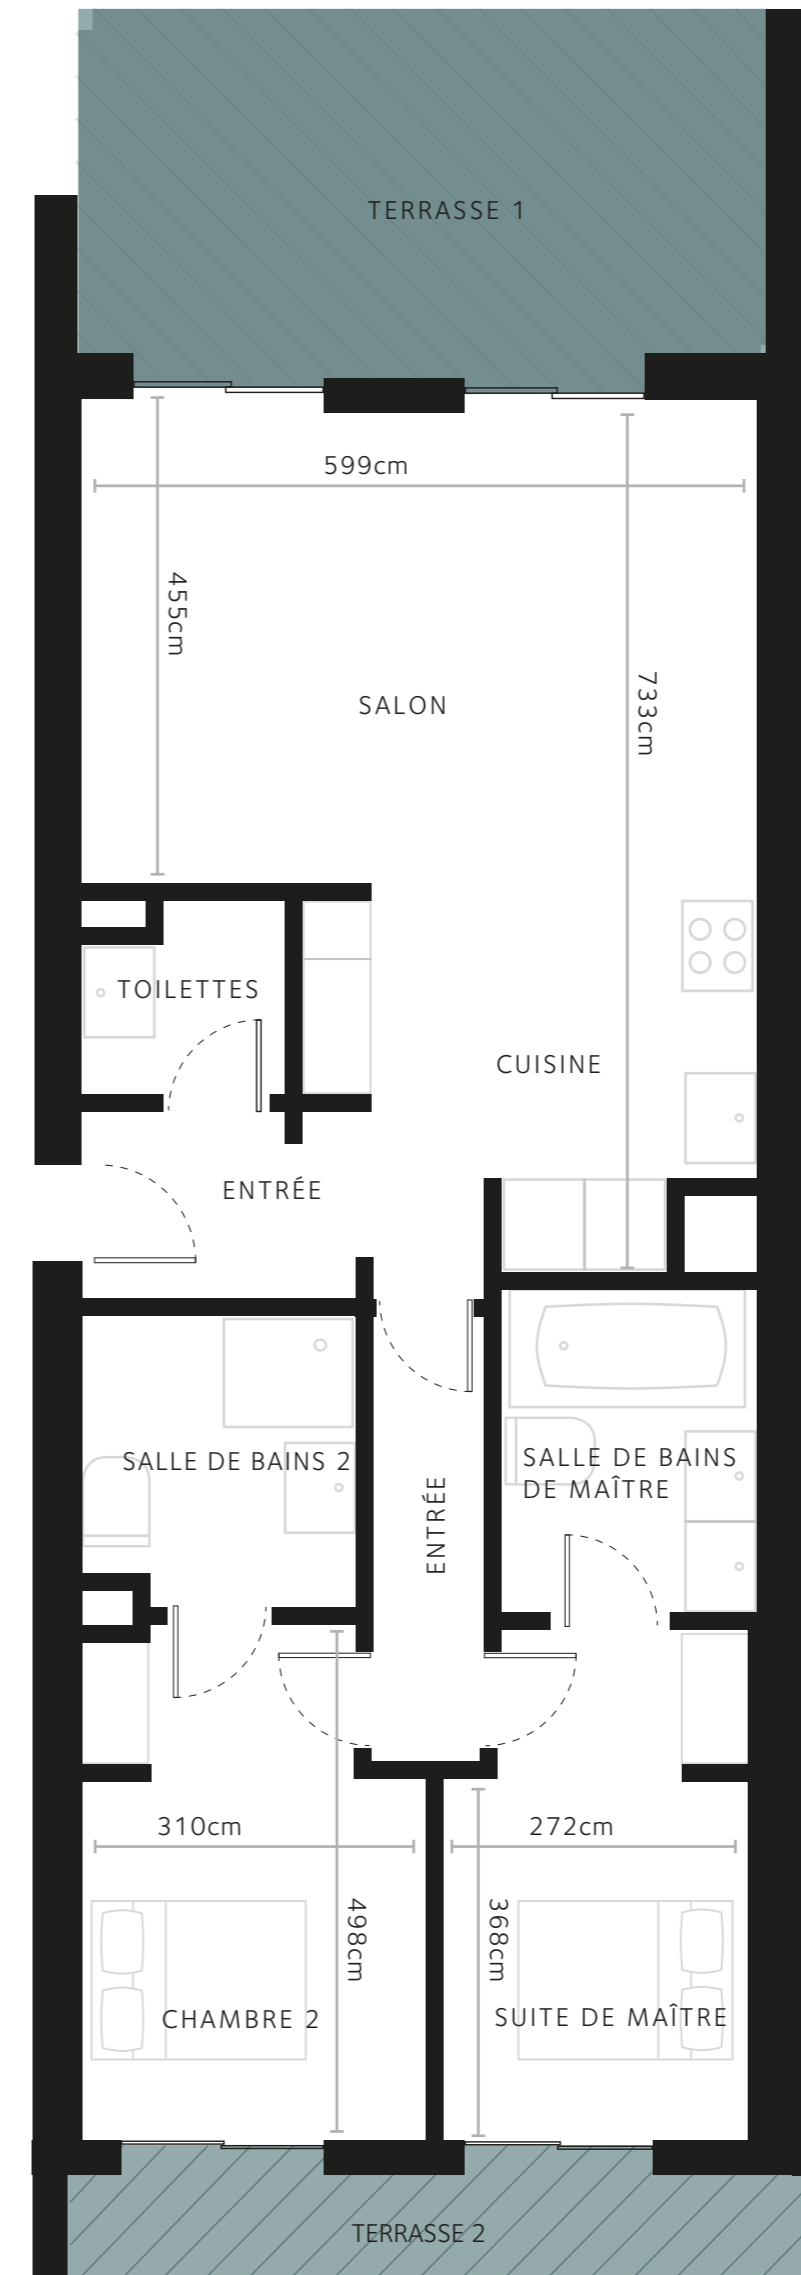 TERRASSE 1
599cm
455cm
733cm
SALON
TOILETTES
CUISINE
ENTRÉE
SALLE DE BAINS 2
SALLE DE BAINS
DE MAÎTRE
ENTRÉE
310cm
272cm
498cm
368cm
CHAMBRE 2
SUITE DE MAÎTRE
TERRASSE 2